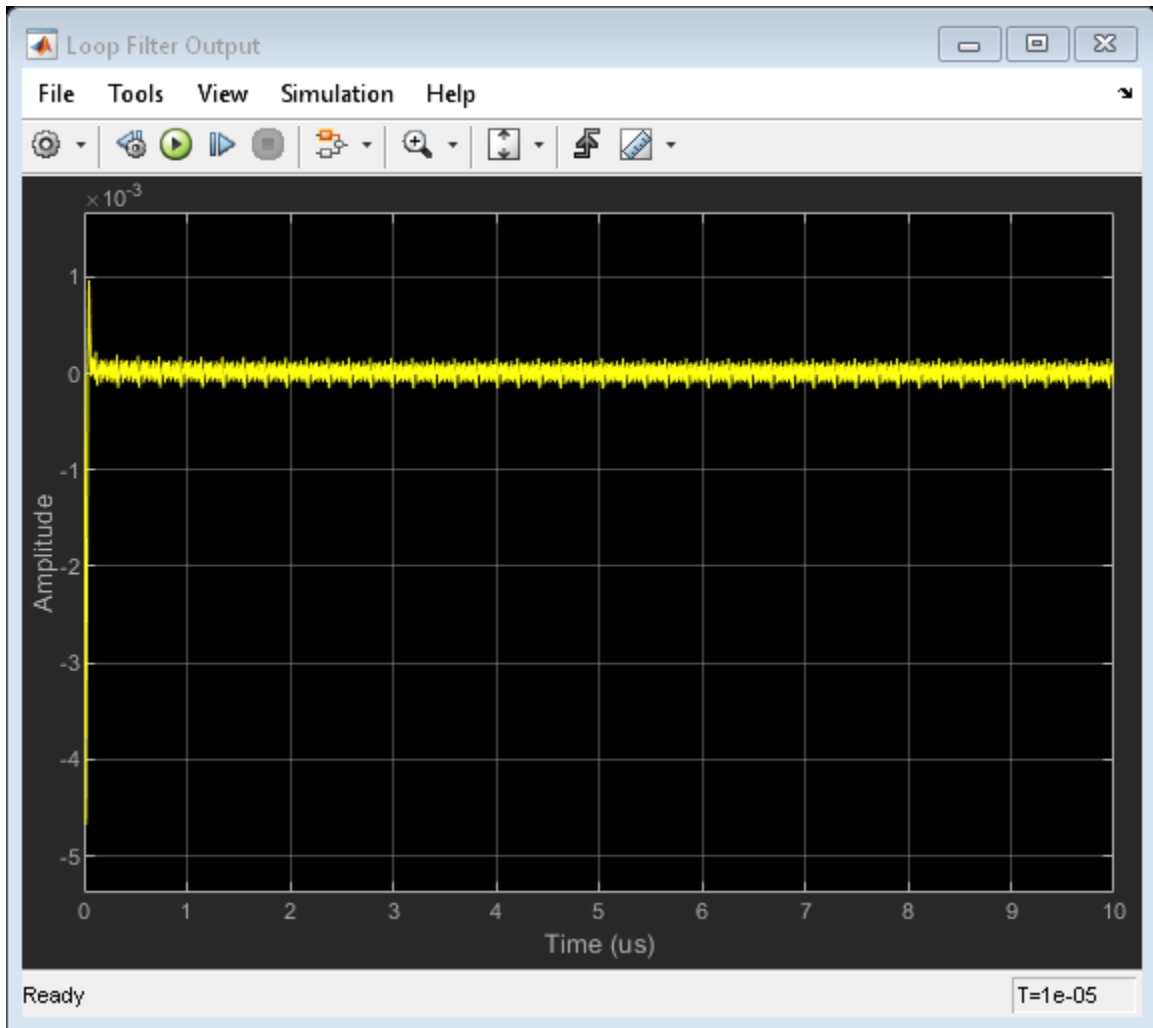 Loop Filter Output
File Tools View Simulation Help
×10-3
1
0
-1
-2
-3
-4
-5
Amplitude
0 1 2 3 4 5 6 7 8 9 10
Time (us)
Ready T=1e-05